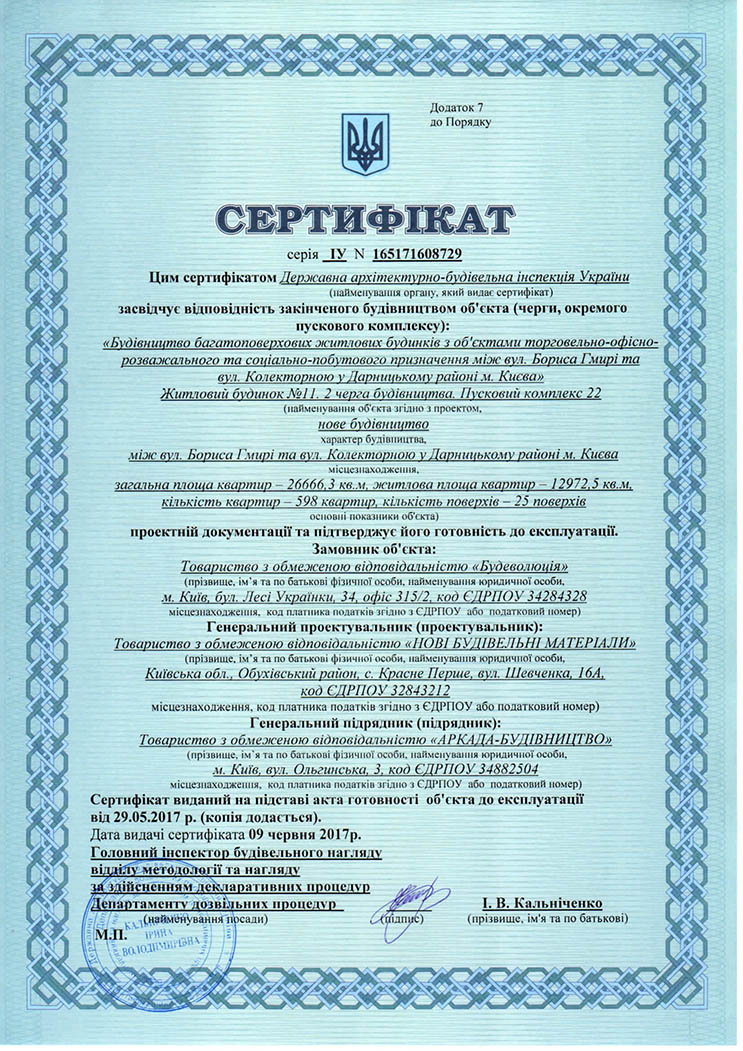 Додаток 7
до Порядку
СЕРТИФІКАТ
серія ІУ N 165171608729
Цим сертифікатом Державна архітектурно-будівельна інспекція України
(найменування органу, який видає сертифікат)
засвідчує відповідність закінченого будівництвом об'єкта (черги, окремого
пускового комплексу):
«Будівництво багатоповерхових житлових будинків з об'єктами торговельно-офісно-
розважального та соціально-побутового призначення між вул. Бориса Гмирі та
вул. Колекторною у Дарницькому районі м. Києва»
Житловий будинок №11. 2 черга будівництва. Пусковий комплекс 22
(найменування об'єкта згідно з проектом,
нове будівництво
характер будівництва,
між вул. Бориса Гмирі та вул. Колекторною у Дарницькому районі м. Києва
місцезнаходження,
загальна площа квартир – 26666,3 кв.м, житлова площа квартир – 12972,5 кв.м,
кількість квартир – 598 квартир, кількість поверхів – 25 поверхів
основні показники об'єкта)
проектній документації та підтверджує його готовність до експлуатації.
Замовник об'єкта:
Товариство з обмеженою відповідальністю «Будеволюція»
(прізвище, ім’я та по батькові фізичної особи, найменування юридичної особи,
м. Київ, бул. Лесі Українки, 34, офіс 315/2, код ЄДРПОУ 34284328
місцезнаходження, код платника податків згідно з ЄДРПОУ або податковий номер)
Генеральний проектувальник (проектувальник):
Товариство з обмеженою відповідальністю «НОВІ БУДІВЕЛЬНІ МАТЕРІАЛИ»
(прізвище, ім’я та по батькові фізичної особи, найменування юридичної особи,
Київська обл., Обухівський район, с. Красне Перше, вул. Шевченка, 16А,
код ЄДРПОУ 32843212
місцезнаходження, код платника податків згідно з ЄДРПОУ або податковий номер)
Генеральний підрядник (підрядник):
Товариство з обмеженою відповідальністю «АРКАДА-БУДІВНИЦТВО»
(прізвище, ім’я та по батькові фізичної особи, найменування юридичної особи,
м. Київ, вул. Ольгинська, 3, код ЄДРПОУ 34882504
місцезнаходження, код платника податків згідно з ЄДРПОУ або податковий номер)
Сертифікат виданий на підставі акта готовності об'єкта до експлуатації
від 29.05.2017 р. (копія додається).
Дата видачі сертифіката 09 червня 2017р.
Головний інспектор будівельного нагляду
відділу методології та нагляду
за здійсненням декларативних процедур
Департаменту дозвільних процедур І. В. Кальніченко
(найменування посади) (підпис) (прізвище, ім'я та по батькові)
М.П.
КАЛЬНІЧЕНКО
ІРИНА
ВОЛОДИМИРІВНА